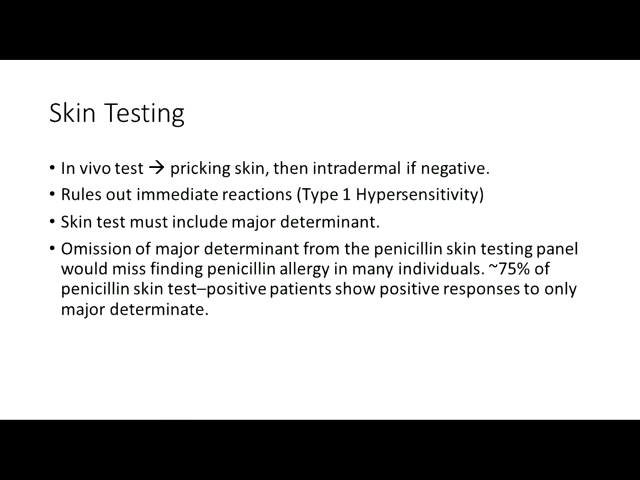 Skin Testing
• In vivo test → pricking skin, then intradermal if negative.
• Rules out immediate reactions (Type 1 Hypersensitivity)
• Skin test must include major determinant.
• Omission of major determinant from the penicillin skin testing panel
would miss finding penicillin allergy in many individuals. ~75% of
penicillin skin test–positive patients show positive responses to only
major determinate.